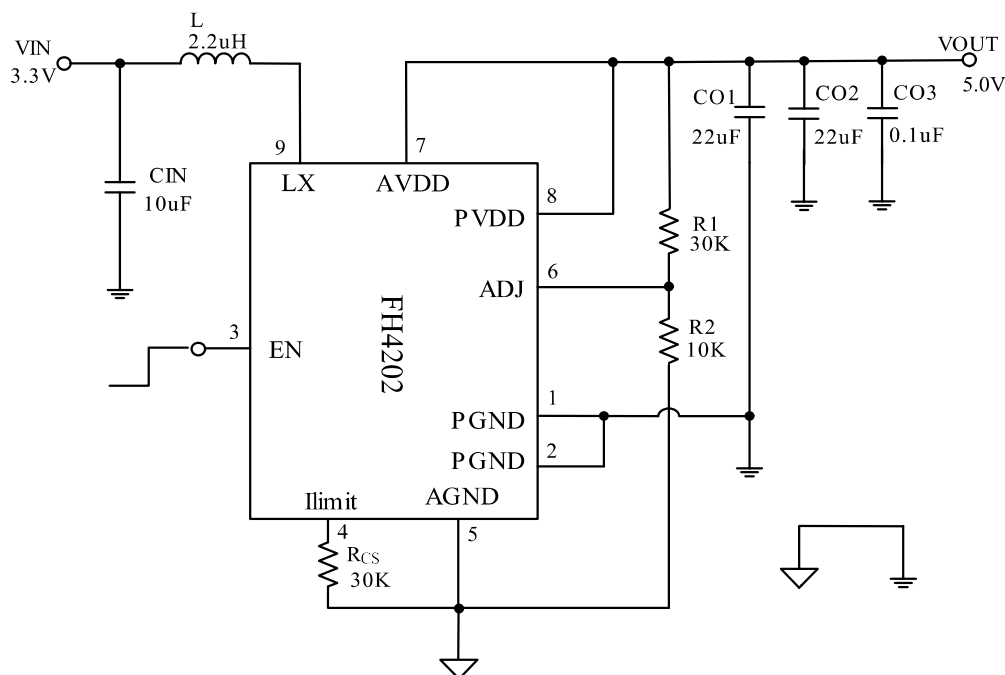 L
2.2uH
VIN
3.3V
VOUT
5.0V
CO1
22uF
CO2
22uF
CO3
0.1uF
CIN
10uF
9
7
LX
AVDD
8
PVDD
R1
30K
6
ADJ
FH4202
R2
10K
3
EN
1
PGND
2
PGND
Ilimit
AGND
4
5
RCS
30K